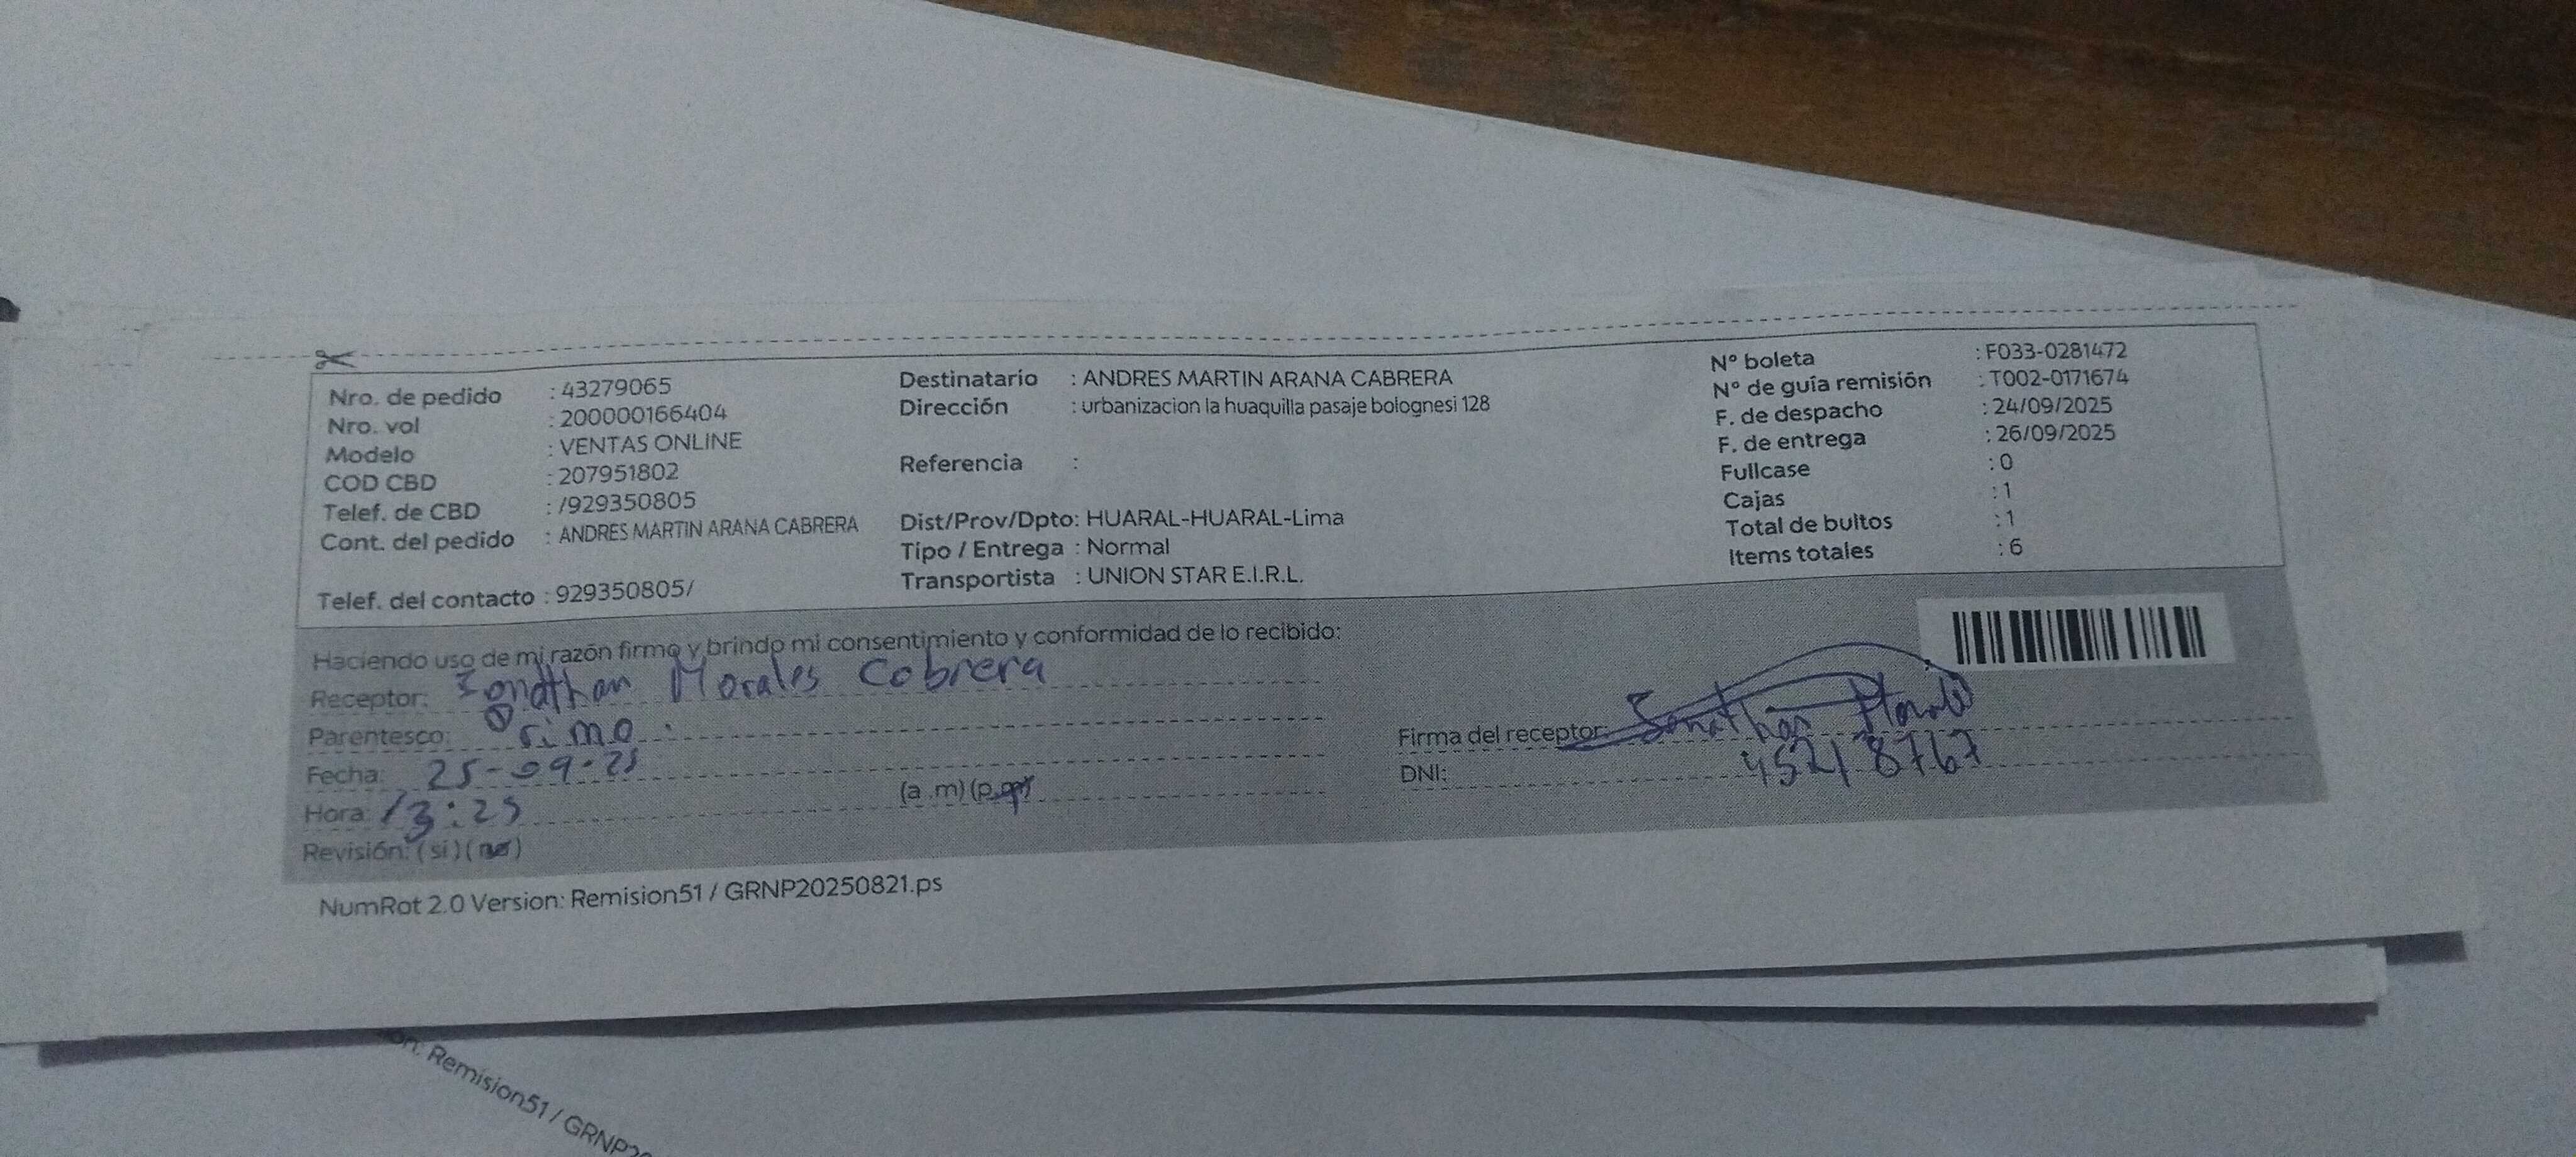 Nro. de pedido : 43279065
Nro. vol : 200000166404
Modelo : VENTAS ONLINE
COD CBD : 207951802
Telef. de CBD : /929350805
Cont. del pedido : ANDRES MARTIN ARANA CABRERA
Telef. del contacto : 929350805/
Destinatario : ANDRES MARTIN ARANA CABRERA
Dirección : urbanizacion la huaquilla pasaje bolognesi 128
Referencia :
Dist/Prov/Dpto: HUARAL-HUARAL-Lima
Tipo / Entrega : Normal
Transportista : UNION STAR E.I.R.L.
N° boleta : F033-0281472
N° de guía remisión : T002-0171674
F. de despacho : 24/09/2025
F. de entrega : 26/09/2025
Fullcase : 0
Cajas : 1
Total de bultos : 1
Items totales : 6
Haciendo uso de mi razón firmo y brindo mi consentimiento y conformidad de lo recibido:
Receptor: Jonathan Morales Cabrera
Parentesco: Primo.
Fecha: 25-09-25
Hora: 13:25 (a .m) (p.m)
Revisión: (si) (no)
Firma del receptor: Jonathan Morales
DNI: 45218767
NumRot 2.0 Version: Remision51 / GRNP20250821.ps
on: Remision51 / GRNP20